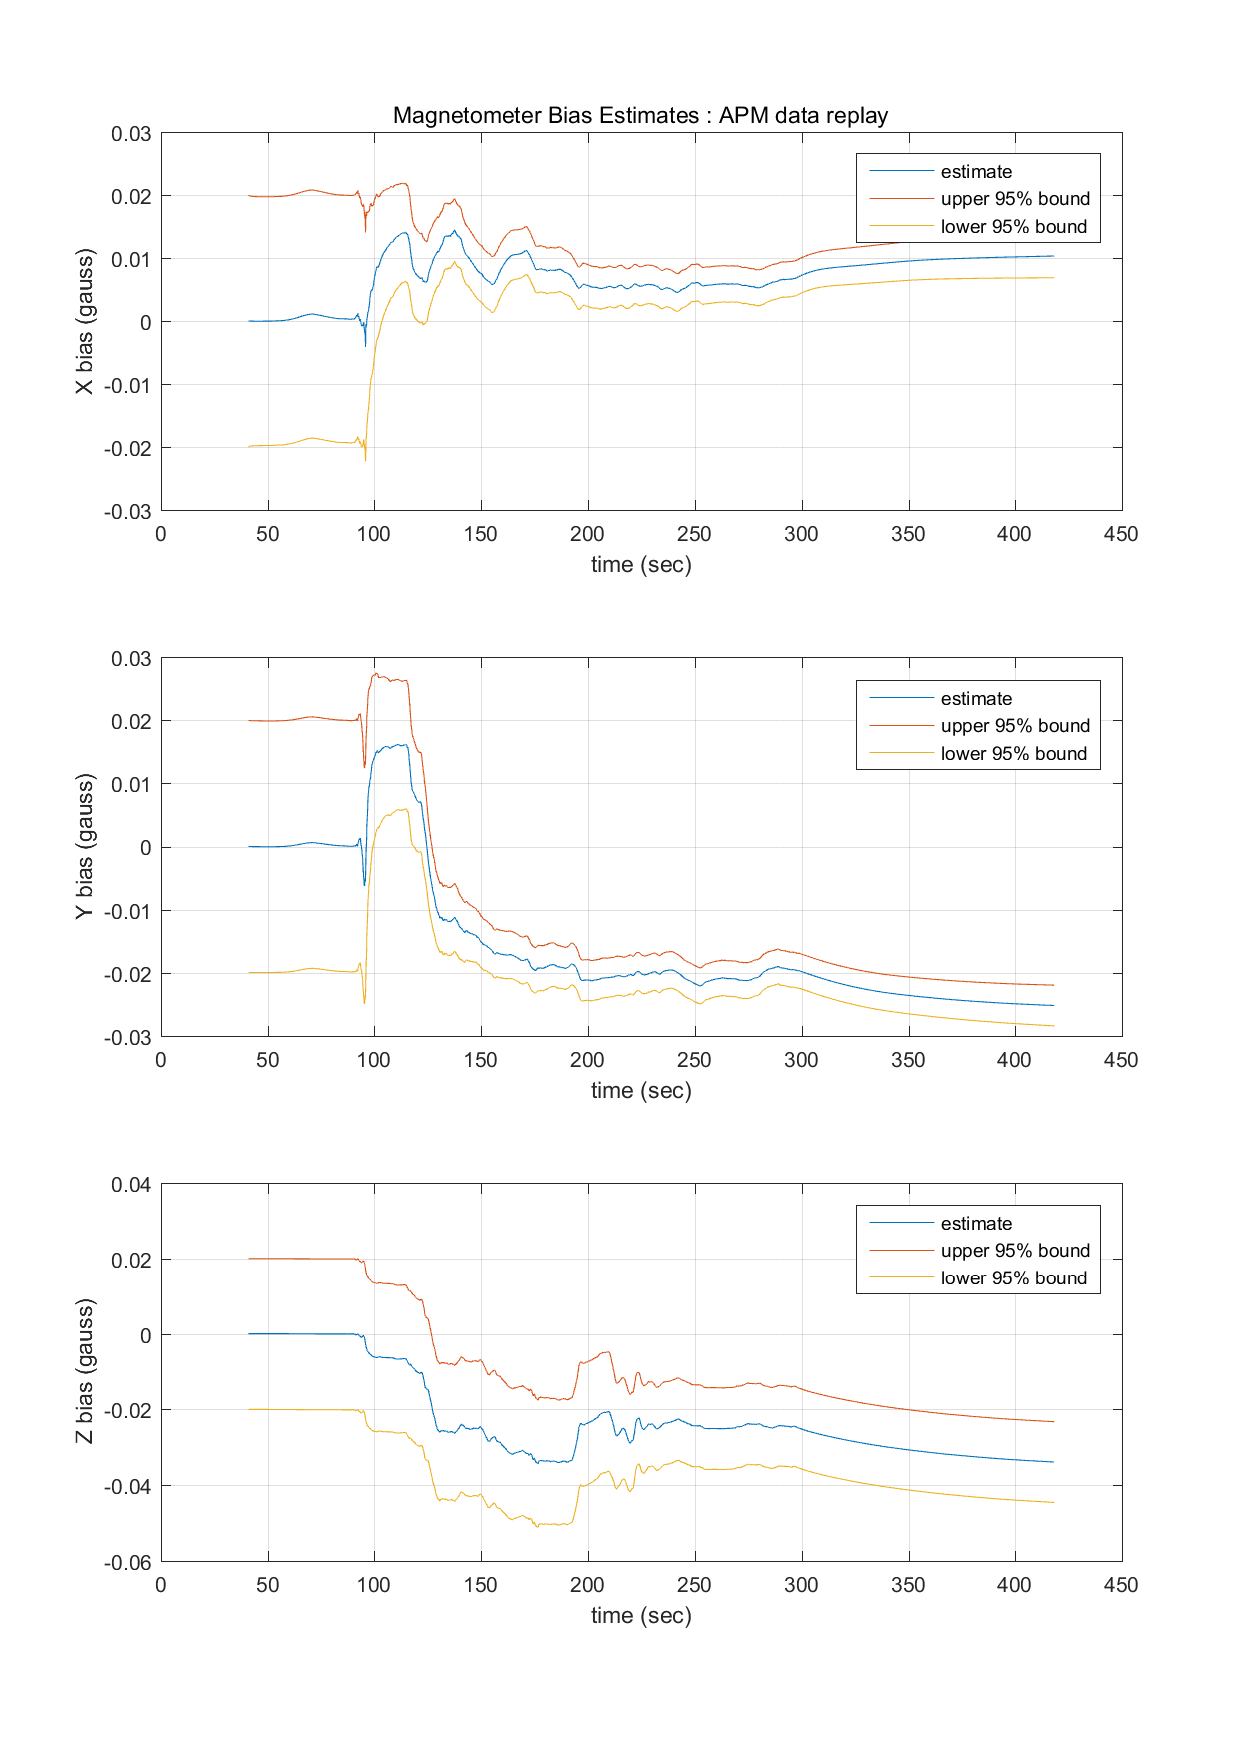 Magnetometer Bias Estimates : APM data replay
0.03
0.02
0.01
0
-0.01
-0.02
-0.03
X bias (gauss)
estimate
upper 95% bound
lower 95% bound
0 50 100 150 200 250 300 350 400 450
time (sec)
0.03
0.02
0.01
0
-0.01
-0.02
-0.03
Y bias (gauss)
estimate
upper 95% bound
lower 95% bound
0 50 100 150 200 250 300 350 400 450
time (sec)
0.04
0.02
0
-0.02
-0.04
-0.06
Z bias (gauss)
estimate
upper 95% bound
lower 95% bound
0 50 100 150 200 250 300 350 400 450
time (sec)